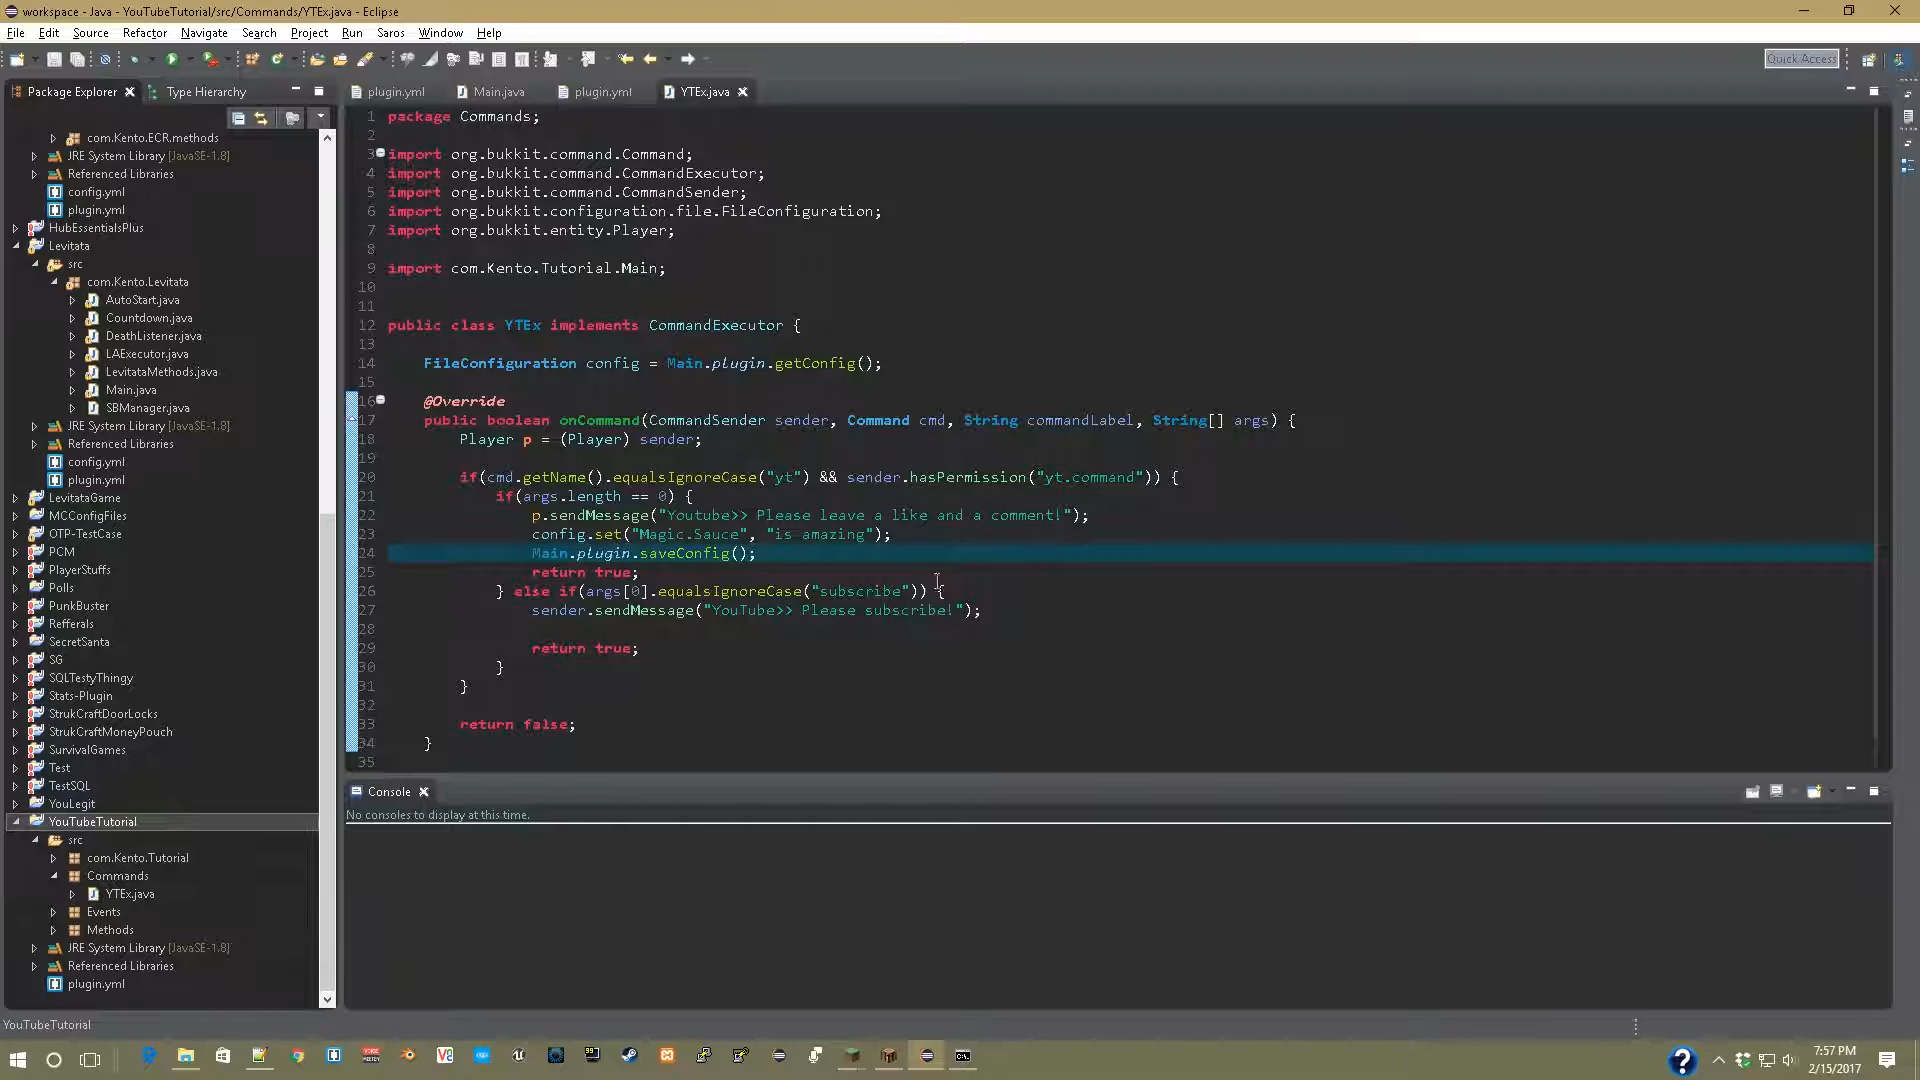 workspace - Java - YouTubeTutorial/src/Commands/YTEx.java - Eclipse
File Edit Source Refactor Navigate Search Project Run Saros Window Help
Quick Access
Package Explorer Type Hierarchy
plugin.yml Main.java plugin.yml YTEx.java
com.Kento.ECR.methods
JRE System Library [JavaSE-1.8]
Referenced Libraries
config.yml
plugin.yml
HubEssentialsPlus
Levitata
src
com.Kento.Levitata
AutoStart.java
Countdown.java
DeathListener.java
LAExecutor.java
LevitataMethods.java
Main.java
SBManager.java
JRE System Library [JavaSE-1.8]
Referenced Libraries
config.yml
plugin.yml
LevitataGame
MCConfigFiles
OTP-TestCase
PCM
PlayerStuffs
Polls
PunkBuster
Refferals
SecretSanta
SG
SQLTestyThingy
Stats-Plugin
StrukCraftDoorLocks
StrukCraftMoneyPouch
SurvivalGames
Test
TestSQL
YouLegit
YouTubeTutorial
src
com.Kento.Tutorial
Commands
YTEx.java
Events
Methods
JRE System Library [JavaSE-1.8]
Referenced Libraries
plugin.yml
1 package Commands;
2
3 import org.bukkit.command.Command;
4 import org.bukkit.command.CommandExecutor;
5 import org.bukkit.command.CommandSender;
6 import org.bukkit.configuration.file.FileConfiguration;
7 import org.bukkit.entity.Player;
8
9 import com.Kento.Tutorial.Main;
10
11
12 public class YTEx implements CommandExecutor {
13
14 FileConfiguration config = Main.plugin.getConfig();
15
16 @Override
17 public boolean onCommand(CommandSender sender, Command cmd, String commandLabel, String[] args) {
18 Player p = (Player) sender;
19
20 if(cmd.getName().equalsIgnoreCase("yt") && sender.hasPermission("yt.command")) {
21 if(args.length == 0) {
22 p.sendMessage("Youtube>> Please leave a like and a comment!");
23 config.set("Magic.Sauce", "is amazing");
24 Main.plugin.saveConfig();
25 return true;
26 } else if(args[0].equalsIgnoreCase("subscribe")) {
27 sender.sendMessage("YouTube>> Please subscribe!");
28
29 return true;
30 }
31 }
32
33 return false;
34 }
35
Console
No consoles to display at this time.
YouTubeTutorial
7:57 PM
2/15/2017